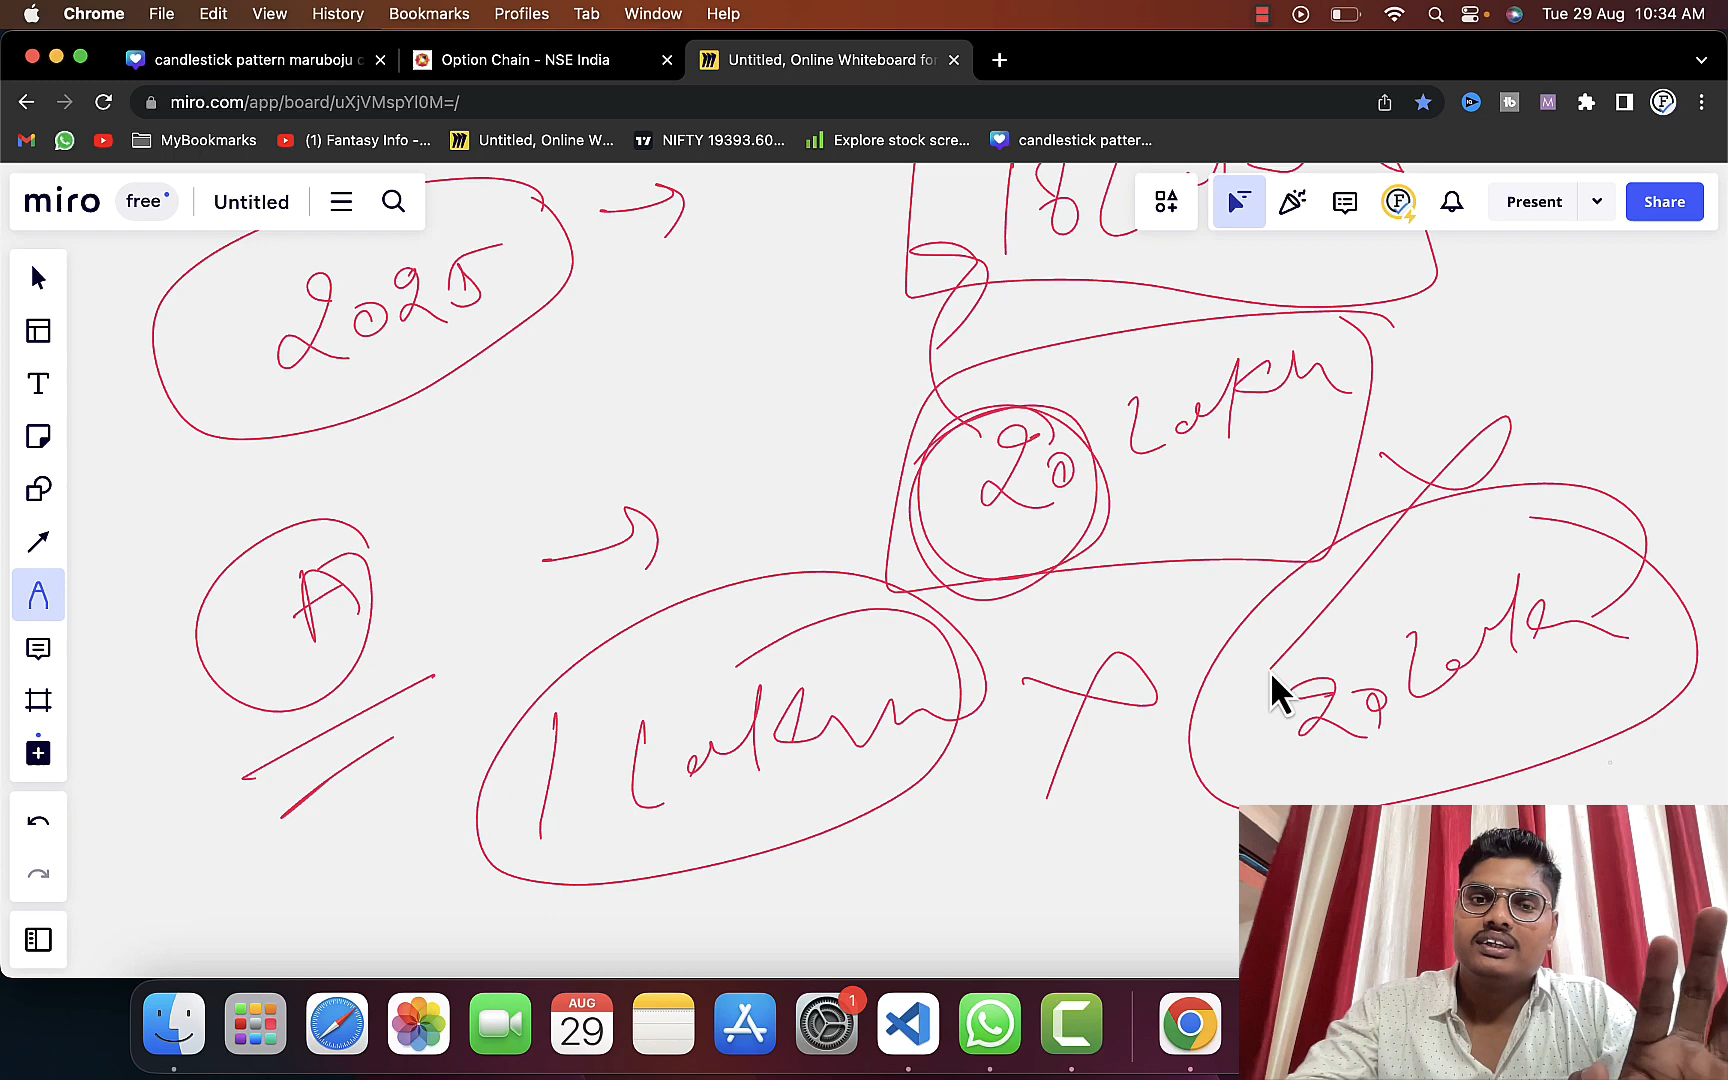 Chrome File Edit View History Bookmarks Profiles Tab Window Help Tue 29 Aug 10:34 AM
candlestick pattern maruboju c Option Chain - NSE India Untitled, Online Whiteboard for
miro.com/app/board/uXjVMspYI0M=/
MyBookmarks (1) Fantasy Info -... Untitled, Online W... NIFTY 19393.60... Explore stock scre... candlestick patter...
miro free Untitled Present Share
18L
2025
20 Lakh
A
1 Lakh
20 Lakh
AUG
29
1